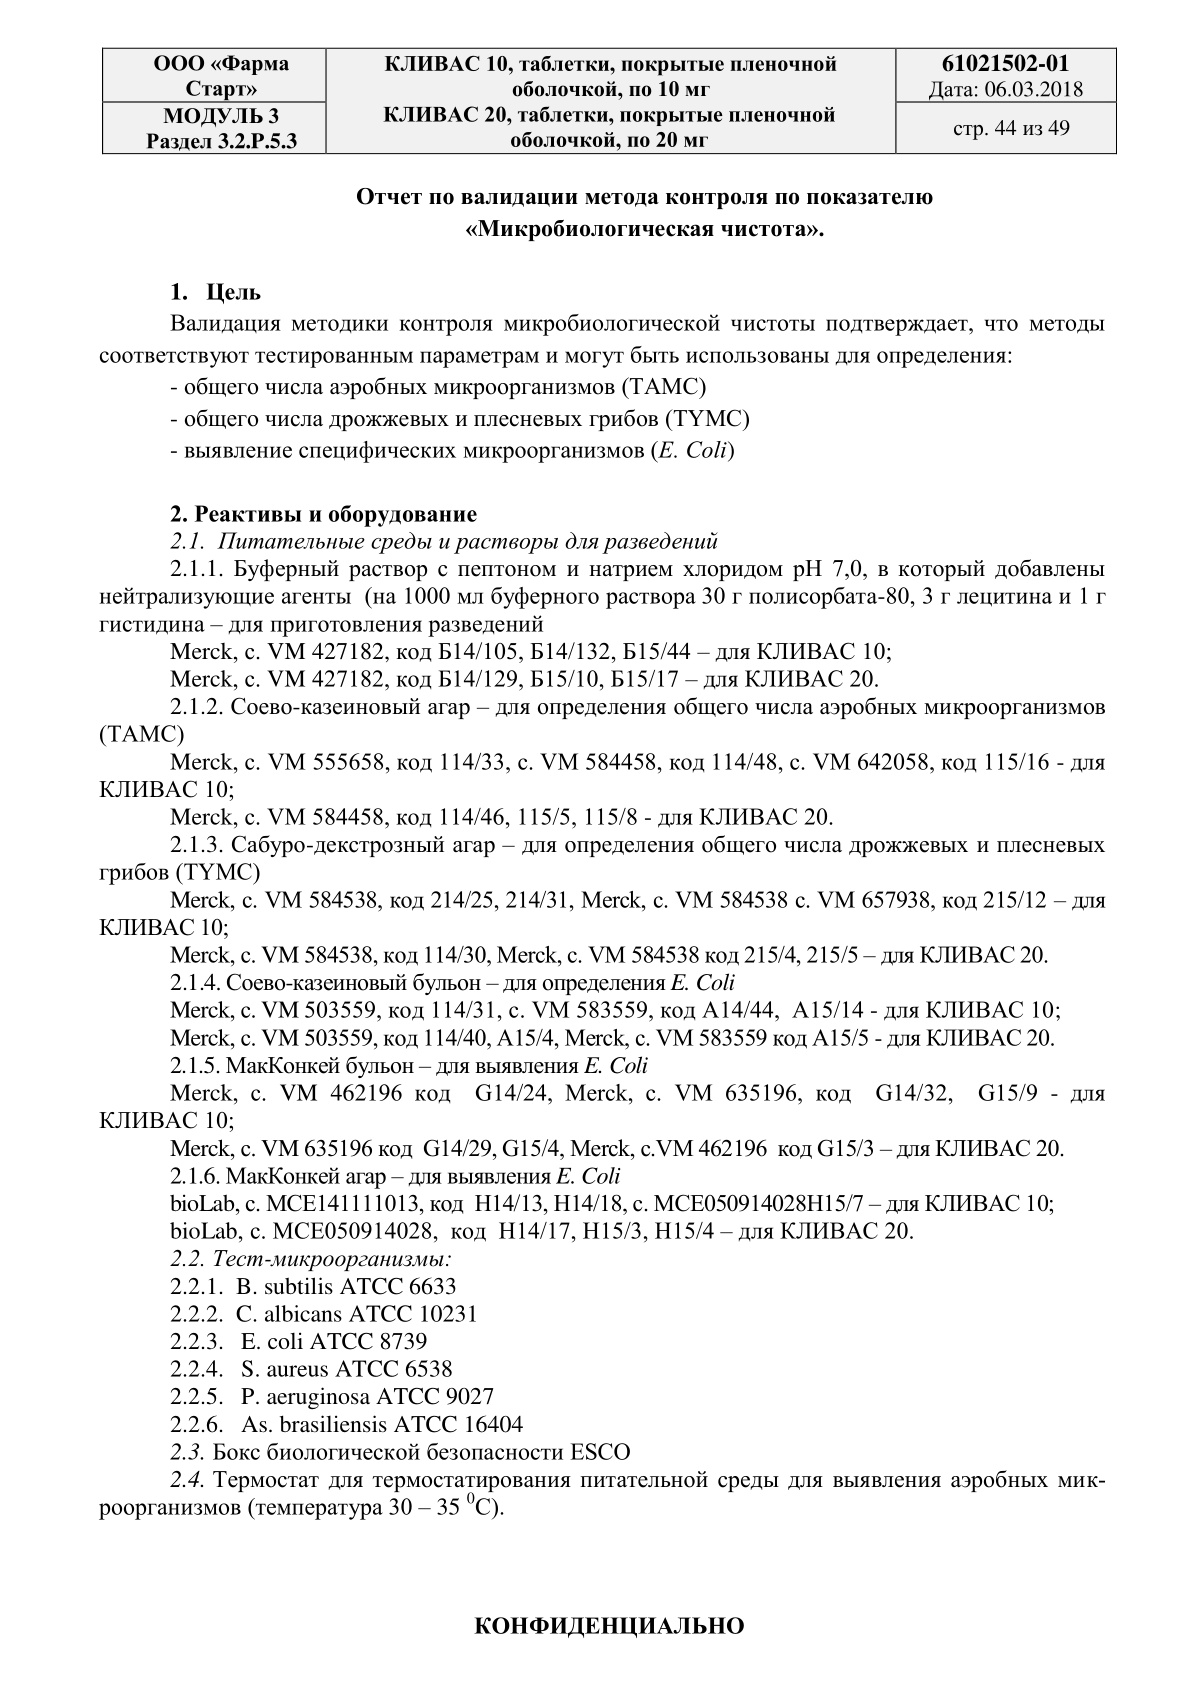 ООО «Фарма
Старт»
МОДУЛЬ 3
Раздел 3.2.P.5.3
КЛИВАС 10, таблетки, покрытые пленочной
оболочкой, по 10 мг
КЛИВАС 20, таблетки, покрытые пленочной
оболочкой, по 20 мг
61021502-01
Дата: 06.03.2018
стр. 44 из 49
Отчет по валидации метода контроля по показателю
«Микробиологическая чистота».
1. Цель
Валидация методики контроля микробиологической чистоты подтверждает, что методы
соответствуют тестированным параметрам и могут быть использованы для определения:
- общего числа аэробных микроорганизмов (TAMC)
- общего числа дрожжевых и плесневых грибов (TYMC)
- выявление специфических микроорганизмов (E. Coli)
2. Реактивы и оборудование
2.1. Питательные среды и растворы для разведений
2.1.1. Буферный раствор с пептоном и натрием хлоридом pH 7,0, в который добавлены
нейтрализующие агенты (на 1000 мл буферного раствора 30 г полисорбата-80, 3 г лецитина и 1 г
гистидина – для приготовления разведений
Merck, с. VM 427182, код Б14/105, Б14/132, Б15/44 – для КЛИВАС 10;
Merck, с. VM 427182, код Б14/129, Б15/10, Б15/17 – для КЛИВАС 20.
2.1.2. Соево-казеиновый агар – для определения общего числа аэробных микроорганизмов
(TAMC)
Merck, с. VM 555658, код 114/33, с. VM 584458, код 114/48, с. VM 642058, код 115/16 - для
КЛИВАС 10;
Merck, с. VM 584458, код 114/46, 115/5, 115/8 - для КЛИВАС 20.
2.1.3. Сабуро-декстрозный агар – для определения общего числа дрожжевых и плесневых
грибов (TYMC)
Merck, с. VM 584538, код 214/25, 214/31, Merck, с. VM 584538 с. VM 657938, код 215/12 – для
КЛИВАС 10;
Merck, с. VM 584538, код 114/30, Merck, с. VM 584538 код 215/4, 215/5 – для КЛИВАС 20.
2.1.4. Соево-казеиновый бульон – для определения E. Coli
Merck, с. VM 503559, код 114/31, с. VM 583559, код А14/44, А15/14 - для КЛИВАС 10;
Merck, с. VM 503559, код 114/40, А15/4, Merck, с. VM 583559 код А15/5 - для КЛИВАС 20.
2.1.5. МакКонкей бульон – для выявления E. Coli
Merck, с. VM 462196 код G14/24, Merck, с. VM 635196, код G14/32, G15/9 - для
КЛИВАС 10;
Merck, с. VM 635196 код G14/29, G15/4, Merck, с.VM 462196 код G15/3 – для КЛИВАС 20.
2.1.6. МакКонкей агар – для выявления E. Coli
bioLab, с. MCE141111013, код H14/13, H14/18, с. MCE050914028H15/7 – для КЛИВАС 10;
bioLab, с. MCE050914028, код H14/17, H15/3, H15/4 – для КЛИВАС 20.
2.2. Тест-микроорганизмы:
2.2.1. B. subtilis ATCC 6633
2.2.2. C. albicans ATCC 10231
2.2.3. E. coli ATCC 8739
2.2.4. S. aureus ATCC 6538
2.2.5. P. aeruginosa ATCC 9027
2.2.6. As. brasiliensis ATCC 16404
2.3. Бокс биологической безопасности ESCO
2.4. Термостат для термостатирования питательной среды для выявления аэробных мик-
роорганизмов (температура 30 – 35 ⁰С).
КОНФИДЕНЦИАЛЬНО